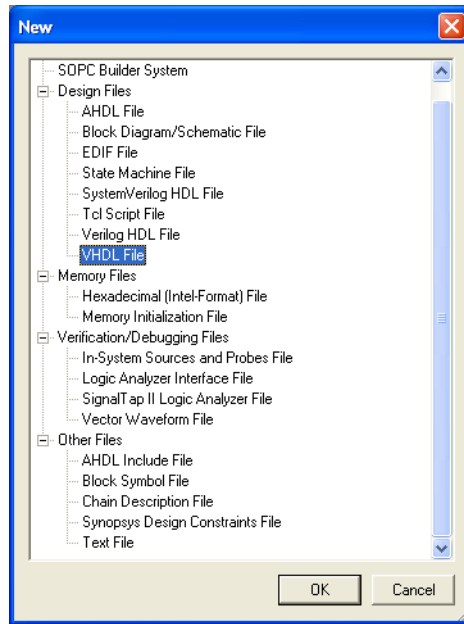 New
SOPC Builder System
Design Files
AHDL File
Block Diagram/Schematic File
EDIF File
State Machine File
SystemVerilog HDL File
Tcl Script File
Verilog HDL File
VHDL File
Memory Files
Hexadecimal (Intel-Format) File
Memory Initialization File
Verification/Debugging Files
In-System Sources and Probes File
Logic Analyzer Interface File
SignalTap II Logic Analyzer File
Vector Waveform File
Other Files
AHDL Include File
Block Symbol File
Chain Description File
Synopsys Design Constraints File
Text File
OK Cancel